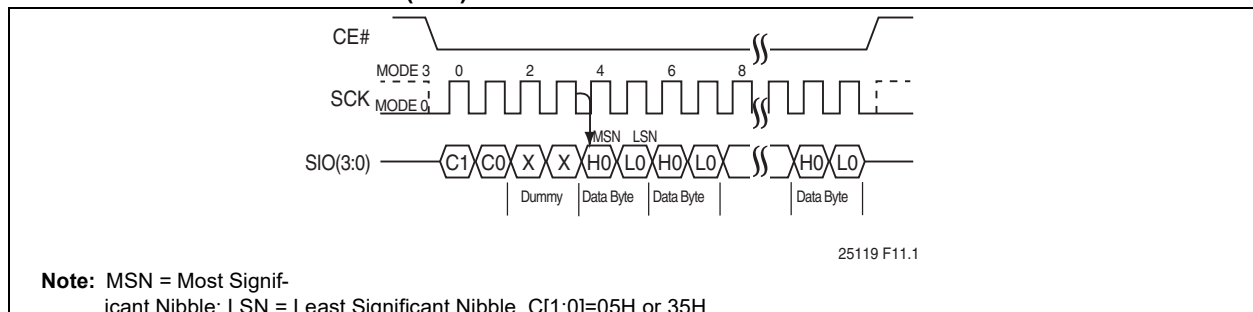 CE#
MODE 3 0 2 4 6 8
SCK MODE 0
MSN LSN
SIO(3:0) C1 C0 X X H0 L0 H0 L0 H0 L0
Dummy Data Byte Data Byte Data Byte
25119 F11.1
Note: MSN = Most Signif-
icant Nibble; LSN = Least Significant Nibble, C[1:0]=05H or 35H